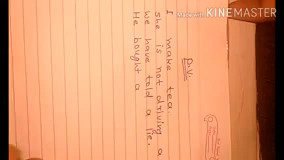 P.V.
I make tea.
she is not driving a
we have told a lie.
He bought a
Made with KINEMASTER